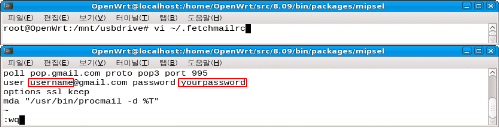 OpenWrt@localhost:/home/OpenWrt/src/8.09/bin/packages/mipsel
파일(F) 편집(E) 보기(V) 터미널(T) 탭(B) 도움말(H)
root@OpenWrt:/mnt/usbdrive# vi ~/.fetchmailrc
OpenWrt@localhost:/home/OpenWrt/src/8.09/bin/packages/mipsel
파일(F) 편집(E) 보기(V) 터미널(T) 탭(B) 도움말(H)
poll pop.gmail.com proto pop3 port 995
user username@gmail.com password yourpassword
options ssl keep
mda "/usr/bin/procmail -d %T"
~
:wq